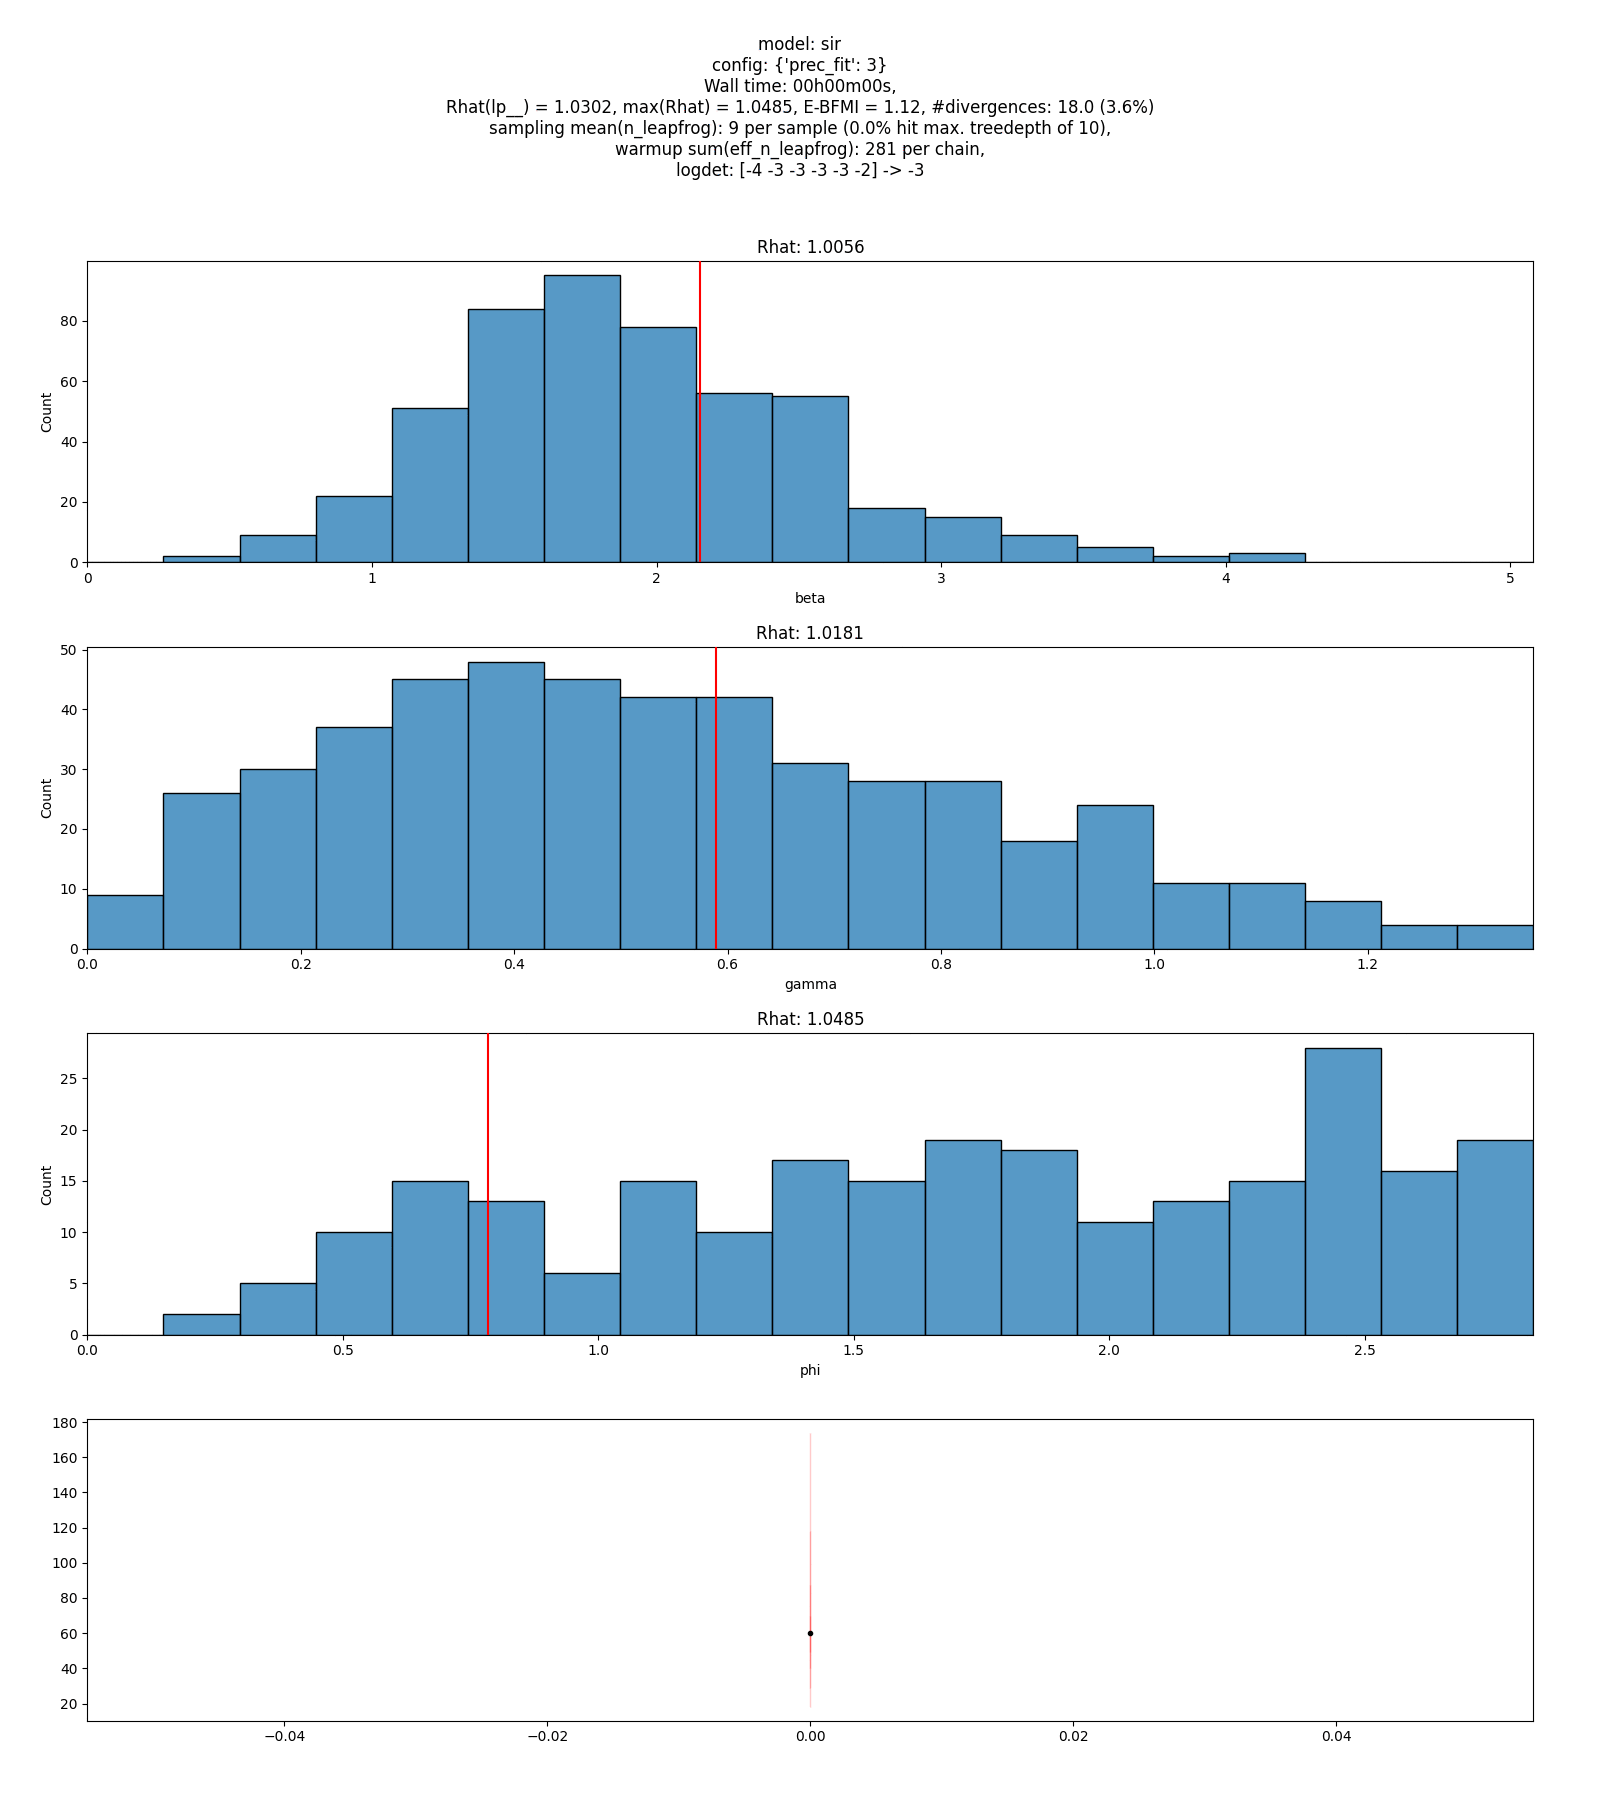 model: sir
config: {'prec_fit': 3}
Wall time: 00h00m00s,
Rhat(lp__) = 1.0302, max(Rhat) = 1.0485, E-BFMI = 1.12, #divergences: 18.0 (3.6%)
sampling mean(n_leapfrog): 9 per sample (0.0% hit max. treedepth of 10),
warmup sum(eff_n_leapfrog): 281 per chain,
logdet: [-4 -3 -3 -3 -3 -2] -> -3
Rhat: 1.0056
80
60
40
20
0
Count
0 1 2 3 4 5
beta
Rhat: 1.0181
50
40
30
20
10
0
Count
0.0 0.2 0.4 0.6 0.8 1.0 1.2
gamma
Rhat: 1.0485
25
20
15
10
5
0
Count
0.0 0.5 1.0 1.5 2.0 2.5
phi
180
160
140
120
100
80
60
40
20
−0.04 −0.02 0.00 0.02 0.04